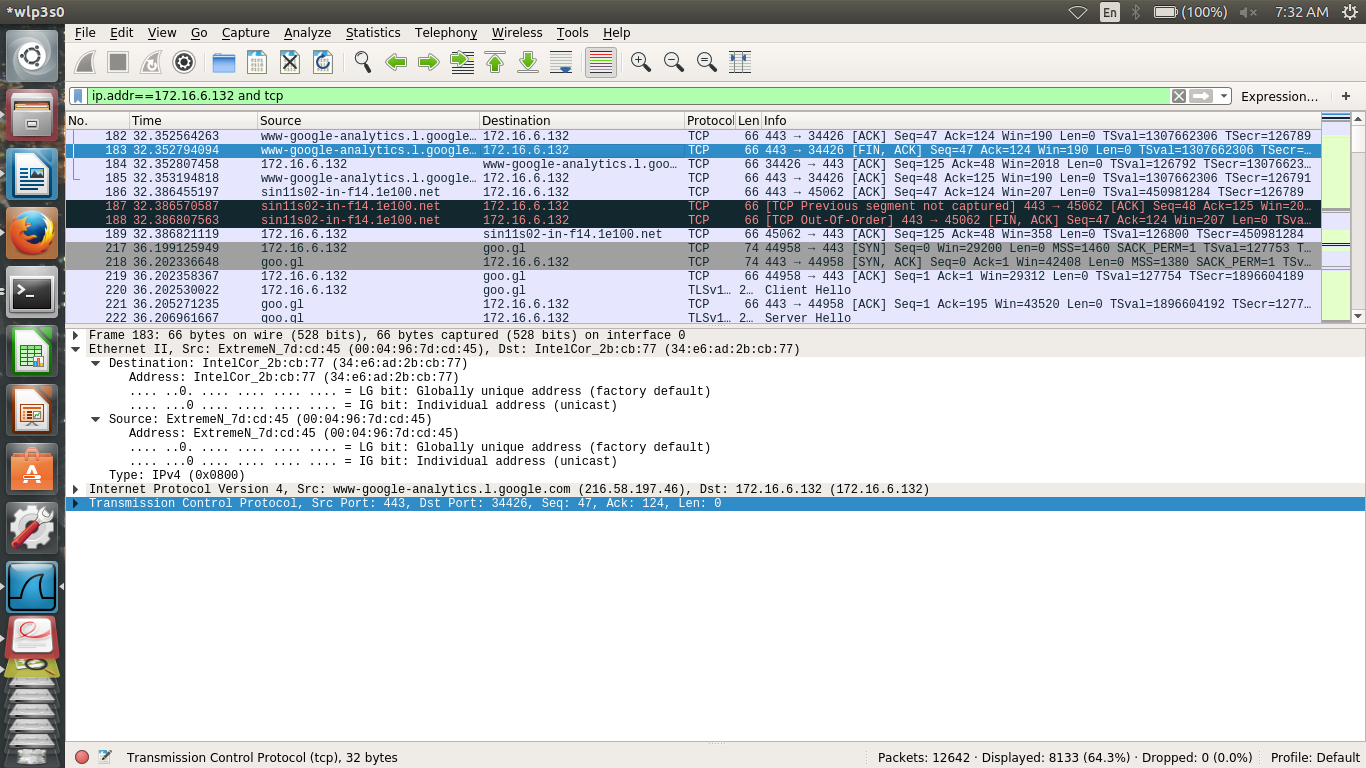 *wlp3s0 En (100%) 7:32 AM
File Edit View Go Capture Analyze Statistics Telephony Wireless Tools Help
ip.addr==172.16.6.132 and tcp Expression… +
No. Time Source Destination Protocol Len Info
182 32.352564263 www-google-analytics.l.google… 172.16.6.132 TCP 66 443 → 34426 [ACK] Seq=47 Ack=124 Win=190 Len=0 TSval=1307662306 TSecr=126789
183 32.352794094 www-google-analytics.l.google… 172.16.6.132 TCP 66 443 → 34426 [FIN, ACK] Seq=47 Ack=124 Win=190 Len=0 TSval=1307662306 TSecr=…
184 32.352807458 172.16.6.132 www-google-analytics.l.goo… TCP 66 34426 → 443 [ACK] Seq=125 Ack=48 Win=2018 Len=0 TSval=126792 TSecr=13076623…
185 32.353194818 www-google-analytics.l.google… 172.16.6.132 TCP 66 443 → 34426 [ACK] Seq=48 Ack=125 Win=190 Len=0 TSval=1307662306 TSecr=126791
186 32.386455197 sin11s02-in-f14.1e100.net 172.16.6.132 TCP 66 443 → 45062 [ACK] Seq=47 Ack=124 Win=207 Len=0 TSval=450981284 TSecr=126789
187 32.386570587 sin11s02-in-f14.1e100.net 172.16.6.132 TCP 66 [TCP Previous segment not captured] 443 → 45062 [ACK] Seq=48 Ack=125 Win=20…
188 32.386807563 sin11s02-in-f14.1e100.net 172.16.6.132 TCP 66 [TCP Out-Of-Order] 443 → 45062 [FIN, ACK] Seq=47 Ack=124 Win=207 Len=0 TSva…
189 32.386821119 172.16.6.132 sin11s02-in-f14.1e100.net TCP 66 45062 → 443 [ACK] Seq=125 Ack=48 Win=358 Len=0 TSval=126800 TSecr=450981284
217 36.199125949 172.16.6.132 goo.gl TCP 74 44958 → 443 [SYN] Seq=0 Win=29200 Len=0 MSS=1460 SACK_PERM=1 TSval=127753 T…
218 36.202336648 goo.gl 172.16.6.132 TCP 74 443 → 44958 [SYN, ACK] Seq=0 Ack=1 Win=42408 Len=0 MSS=1380 SACK_PERM=1 TSv…
219 36.202358367 172.16.6.132 goo.gl TCP 66 44958 → 443 [ACK] Seq=1 Ack=1 Win=29312 Len=0 TSval=127754 TSecr=1896604189
220 36.202530022 172.16.6.132 goo.gl TLSv1… 2… Client Hello
221 36.205271235 goo.gl 172.16.6.132 TCP 66 443 → 44958 [ACK] Seq=1 Ack=195 Win=43520 Len=0 TSval=1896604192 TSecr=1277…
222 36.206961667 goo.gl 172.16.6.132 TLSv1… 2… Server Hello
Frame 183: 66 bytes on wire (528 bits), 66 bytes captured (528 bits) on interface 0
Ethernet II, Src: ExtremeN_7d:cd:45 (00:04:96:7d:cd:45), Dst: IntelCor_2b:cb:77 (34:e6:ad:2b:cb:77)
Destination: IntelCor_2b:cb:77 (34:e6:ad:2b:cb:77)
Address: IntelCor_2b:cb:77 (34:e6:ad:2b:cb:77)
.... ..0. .... .... .... .... = LG bit: Globally unique address (factory default)
.... ...0 .... .... .... .... = IG bit: Individual address (unicast)
Source: ExtremeN_7d:cd:45 (00:04:96:7d:cd:45)
Address: ExtremeN_7d:cd:45 (00:04:96:7d:cd:45)
.... ..0. .... .... .... .... = LG bit: Globally unique address (factory default)
.... ...0 .... .... .... .... = IG bit: Individual address (unicast)
Type: IPv4 (0x0800)
Internet Protocol Version 4, Src: www-google-analytics.l.google.com (216.58.197.46), Dst: 172.16.6.132 (172.16.6.132)
Transmission Control Protocol, Src Port: 443, Dst Port: 34426, Seq: 47, Ack: 124, Len: 0
Transmission Control Protocol (tcp), 32 bytes Packets: 12642 · Displayed: 8133 (64.3%) · Dropped: 0 (0.0%) Profile: Default